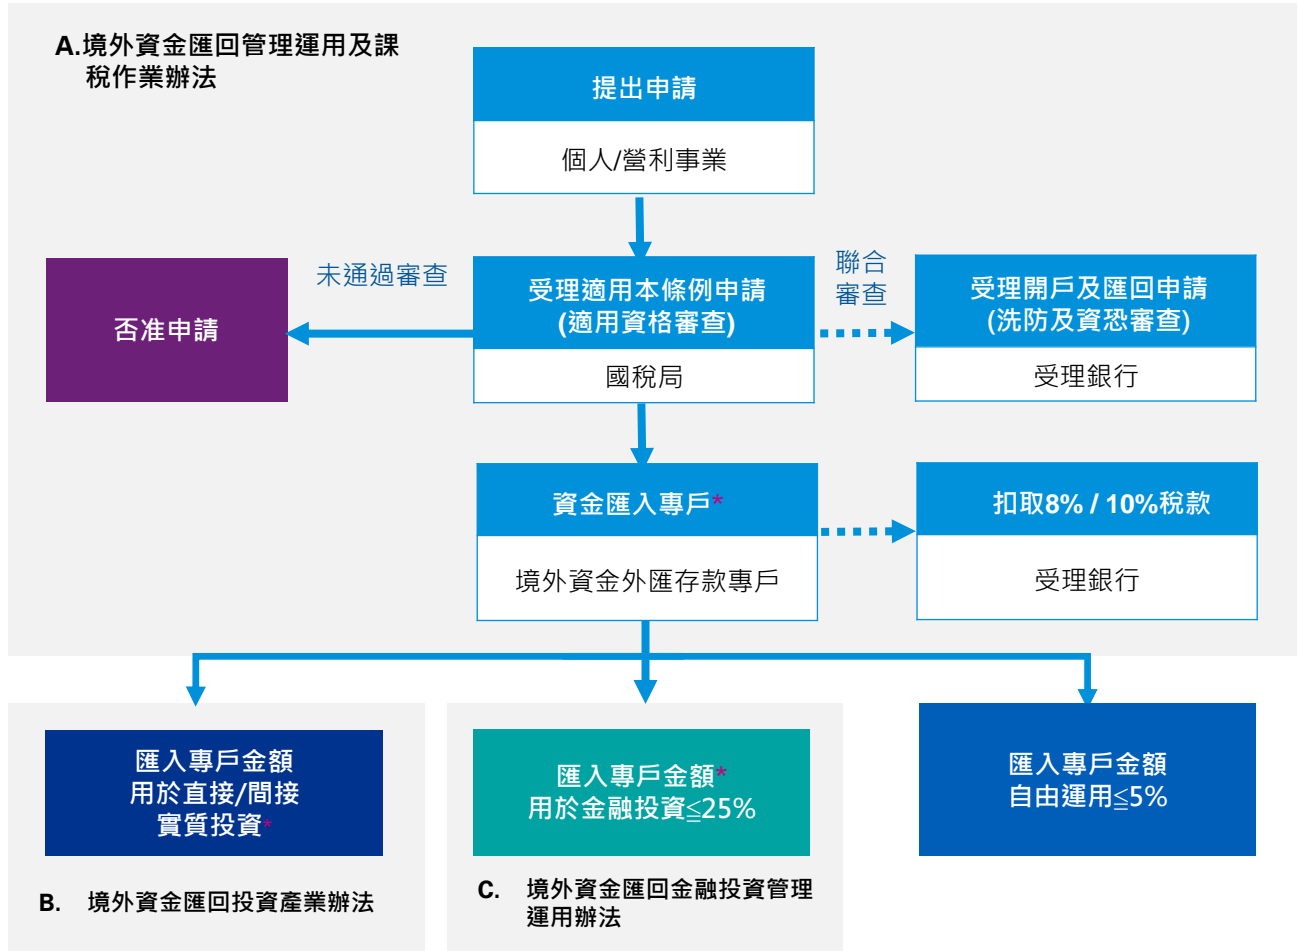 A.境外資金匯回管理運用及課
稅作業辦法
提出申請
個人/營利事業
未通過審查
聯合
審查
否准申請
受理適用本條例申請
(適用資格審查)
國稅局
受理開戶及匯回申請
(洗防及資恐審查)
受理銀行
資金匯入專戶*
境外資金外匯存款專戶
扣取8% / 10%稅款
受理銀行
匯入專戶金額
用於直接/間接
實質投資*
匯入專戶金額*
用於金融投資≦25%
匯入專戶金額
自由運用≦5%
B. 境外資金匯回投資產業辦法
C. 境外資金匯回金融投資管理
運用辦法